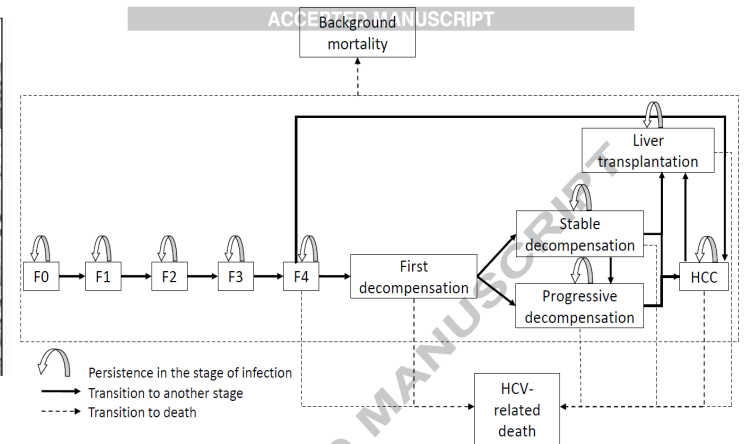 ACCEPTED MANUSCRIPT
Background
mortality
Liver
transplantation
Stable
decompensation
F0
F1
F2
F3
F4
First
decompensation
Progressive
decompensation
HCC
Persistence in the stage of infection
Transition to another stage
Transition to death
HCV-
related
death
MANUSCRIPT